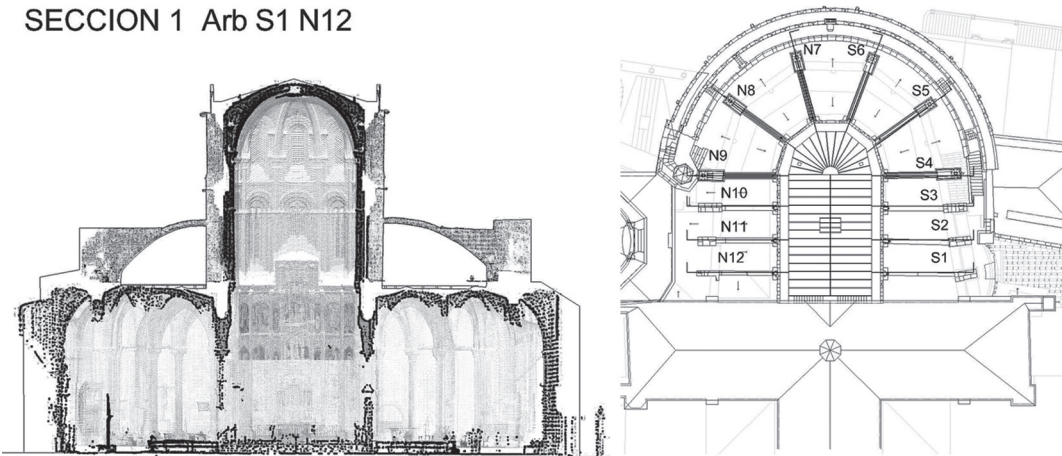 SECCION 1 Arb S1 N12
N7 S6
N8 S5
N9 S4
N10 S3
N11 S2
N12 S1